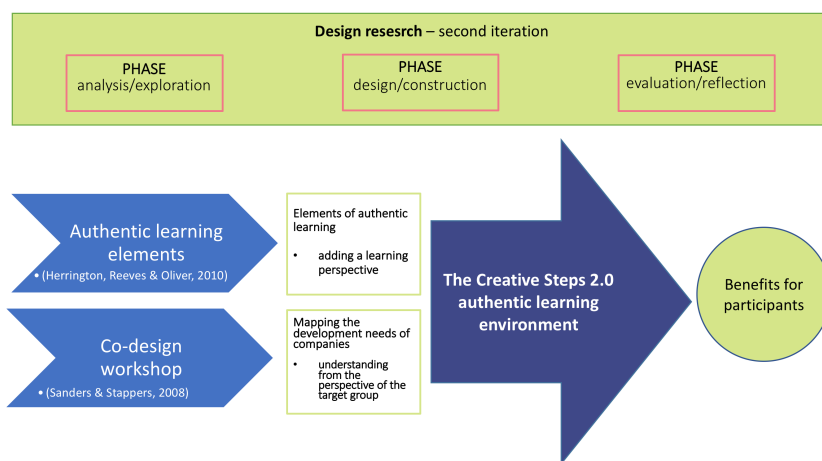 Design resesrch – second iteration
PHASE
analysis/exploration
PHASE
design/construction
PHASE
evaluation/reflection
Authentic learning
elements
• (Herrington, Reeves & Oliver, 2010)
Elements of authentic
learning
• adding a learning
perspective
Co-design
workshop
• (Sanders & Stappers, 2008)
Mapping the
development needs of
companies
• understanding
from the
perspective of the
target group
The Creative Steps 2.0
authentic learning
environment
Benefits for
participants